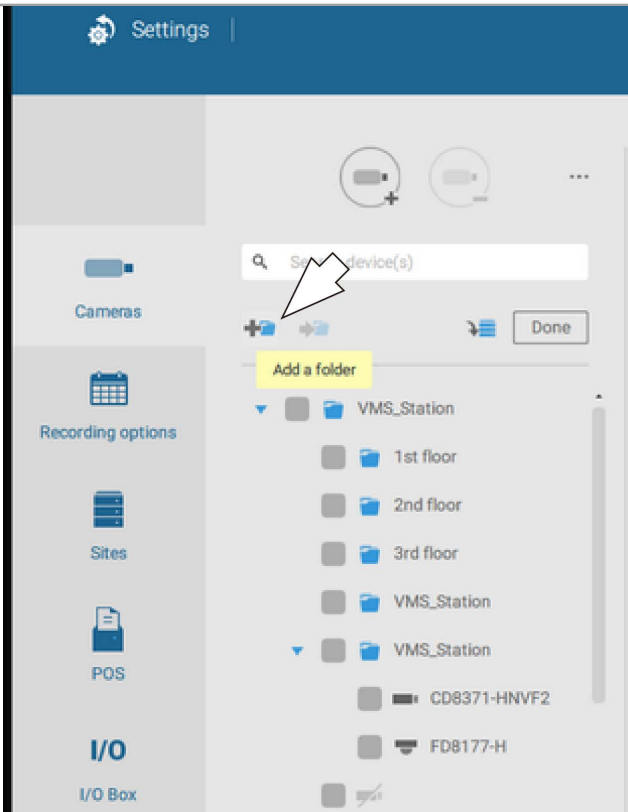 Settings
Cameras
Recording options
Sites
POS
I/O
I/O Box
device(s)
Done
Add a folder
VMS_Station
1st floor
2nd floor
3rd floor
VMS_Station
VMS_Station
CD8371-HNVF2
FD8177-H